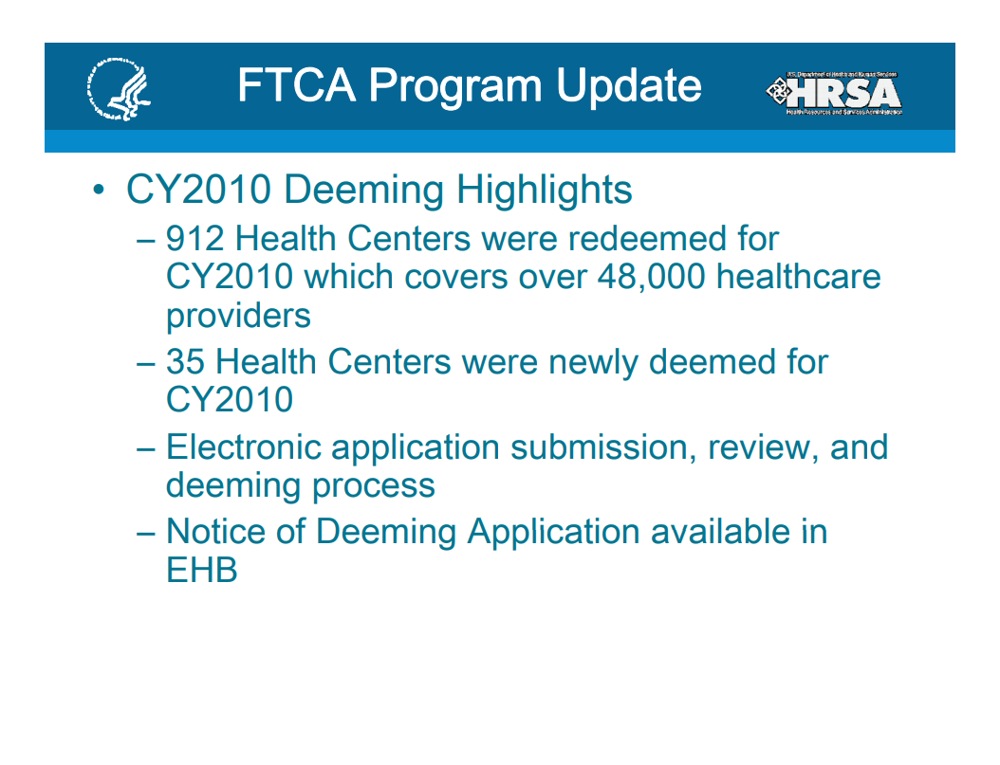 FTCA Program Update
U.S. Department of Health and Human Services
HRSA
Health Resources and Services Administration
• CY2010 Deeming Highlights
– 912 Health Centers were redeemed for
CY2010 which covers over 48,000 healthcare
providers
– 35 Health Centers were newly deemed for
CY2010
– Electronic application submission, review, and
deeming process
– Notice of Deeming Application available in
EHB